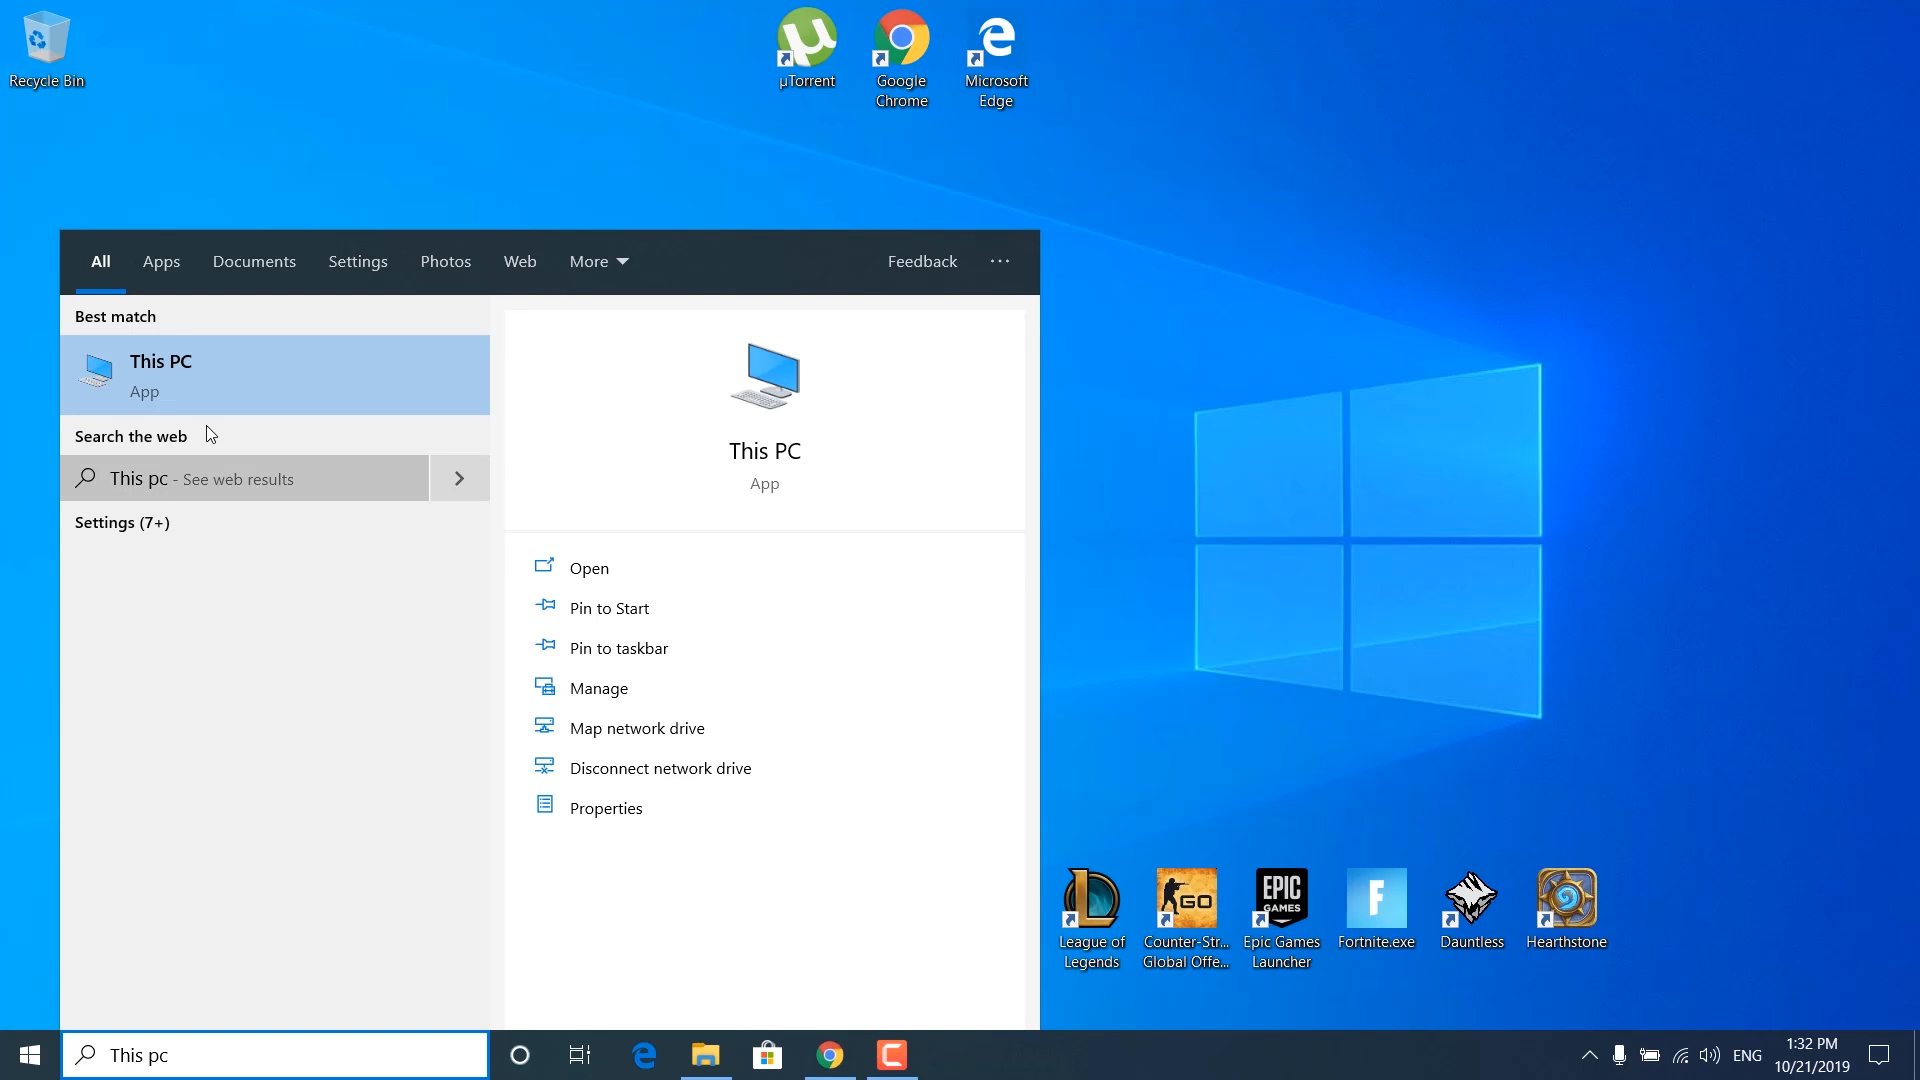 Recycle Bin
µTorrent
Google
Chrome
Microsoft
Edge
All Apps Documents Settings Photos Web More Feedback ...
Best match
This PC
App
Search the web
This pc - See web results
Settings (7+)
This PC
App
Open
Pin to Start
Pin to taskbar
Manage
Map network drive
Disconnect network drive
Properties
GO
EPIC
GAMES
F
League of
Legends
Counter-Str...
Global Offe...
Epic Games
Launcher
Fortnite.exe
Dauntless
Hearthstone
This pc
ENG
1:32 PM
10/21/2019